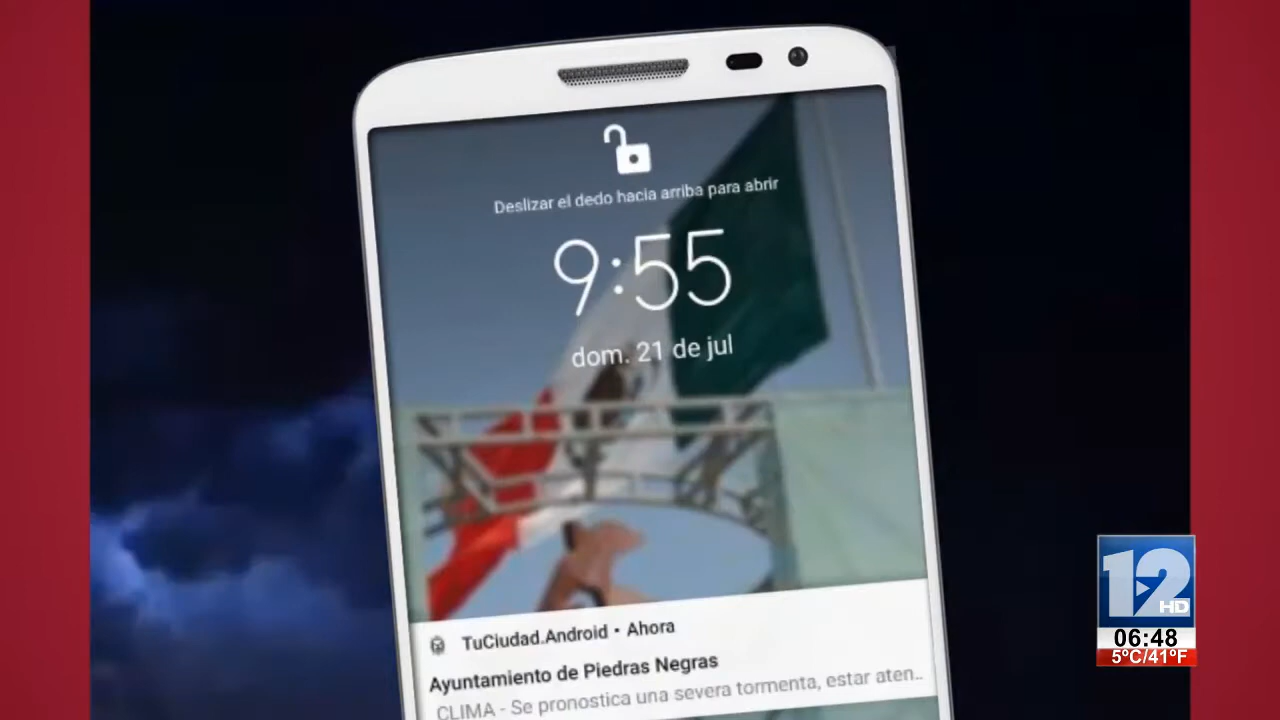 Deslizar el dedo hacia arriba para abrir
9:55
dom. 21 de jul
TuCiudad.Android • Ahora
Ayuntamiento de Piedras Negras
CLIMA - Se pronostica una severa tormenta, estar aten..
12
HD
06:48
5°C/41°F